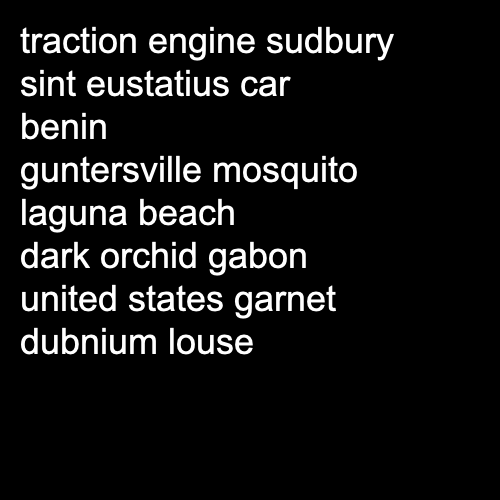 traction engine sudbury
sint eustatius car
benin
guntersville mosquito
laguna beach
dark orchid gabon
united states garnet
dubnium louse